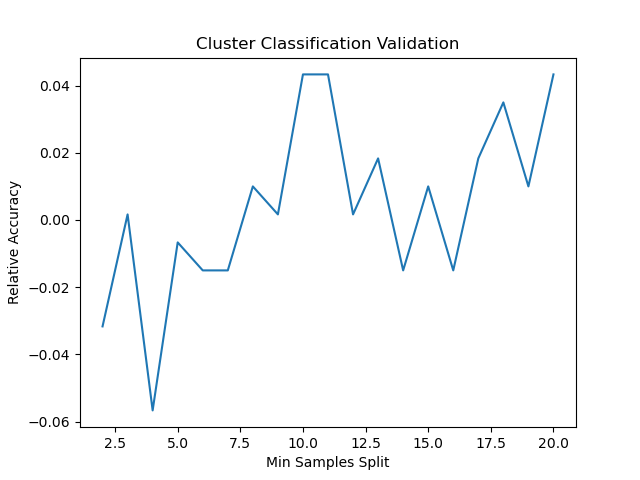 Cluster Classification Validation
0.04
0.02
0.00
−0.02
−0.04
−0.06
Relative Accuracy
2.5 5.0 7.5 10.0 12.5 15.0 17.5 20.0
Min Samples Split